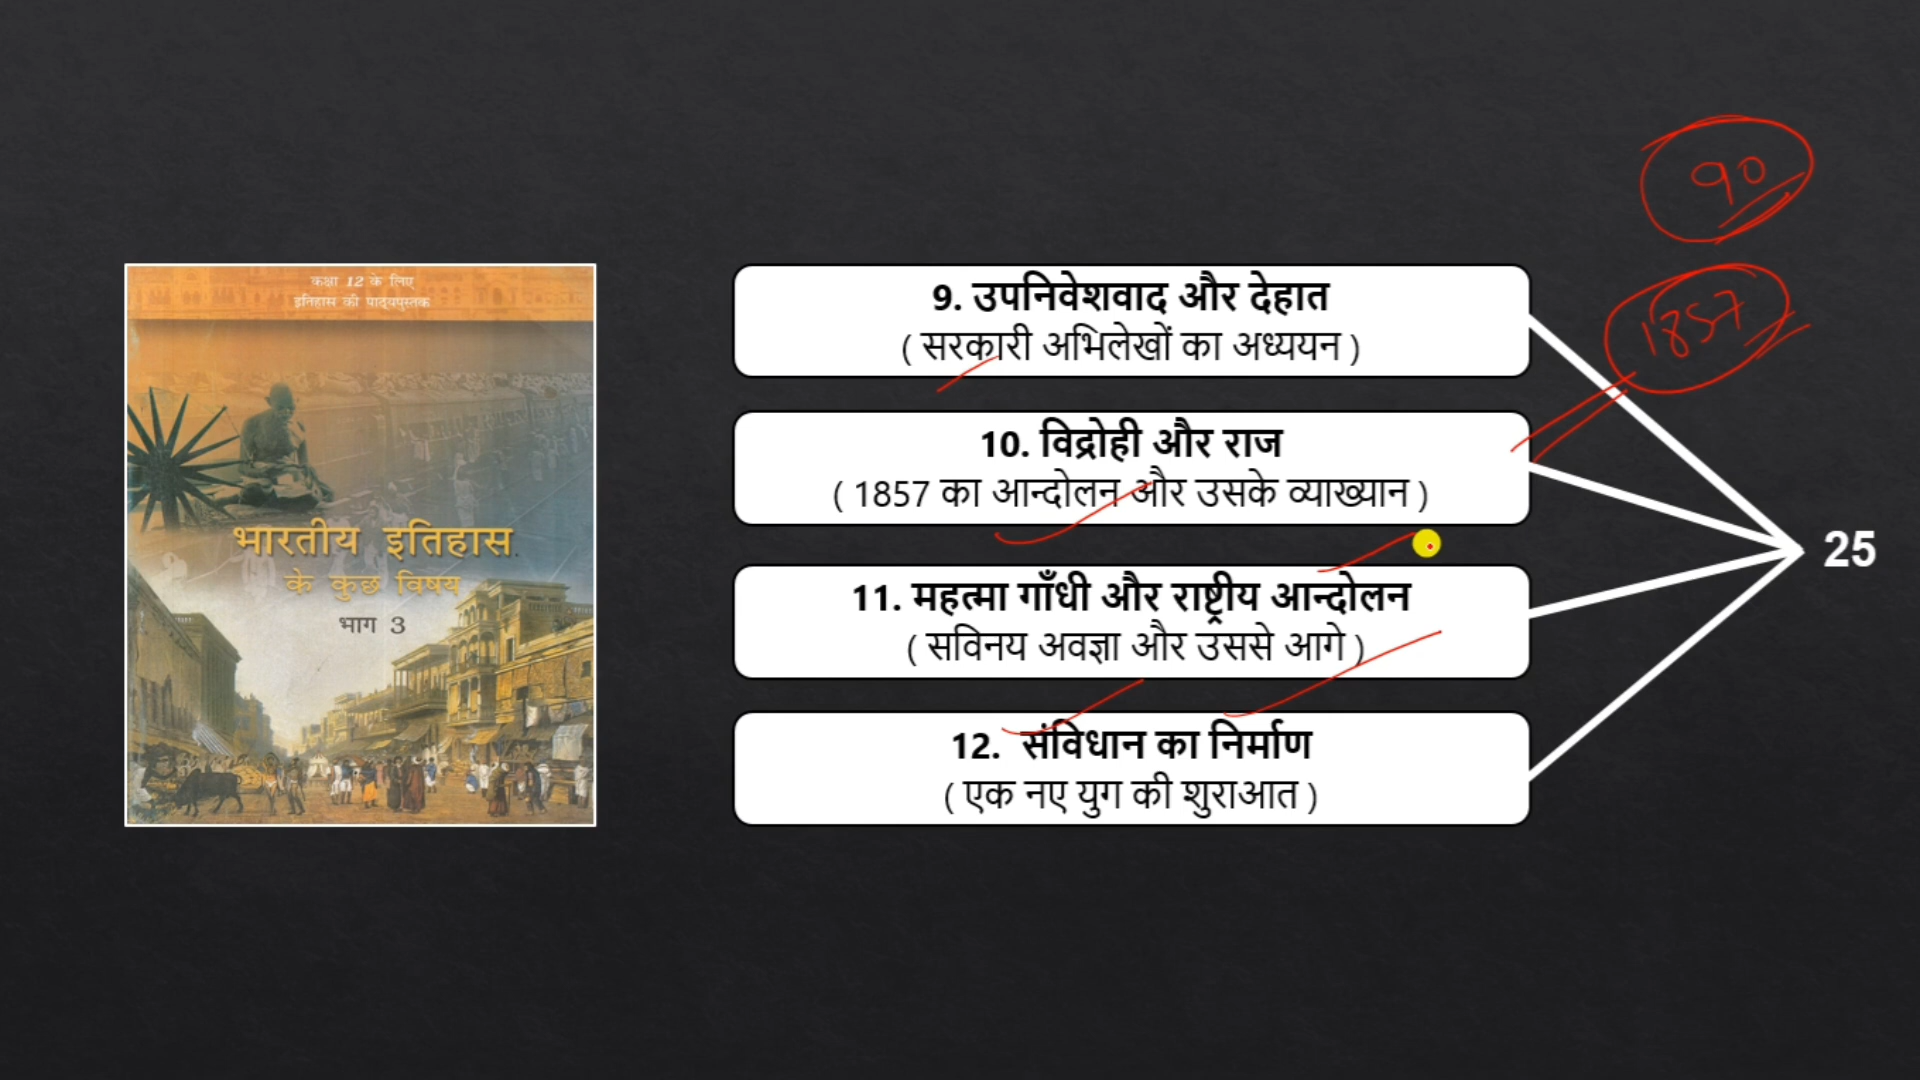 कक्षा 12 के लिए
इतिहास की पाठ्यपुस्तक
भारतीय इतिहास
के कुछ विषय
भाग 3
9. उपनिवेशवाद और देहात
( सरकारी अभिलेखों का अध्ययन )
10. विद्रोही और राज
( 1857 का आन्दोलन और उसके व्याख्यान )
11. महत्मा गाँधी और राष्ट्रीय आन्दोलन
( सविनय अवज्ञा और उससे आगे )
12. संविधान का निर्माण
( एक नए युग की शुराआत )
90
1857
25